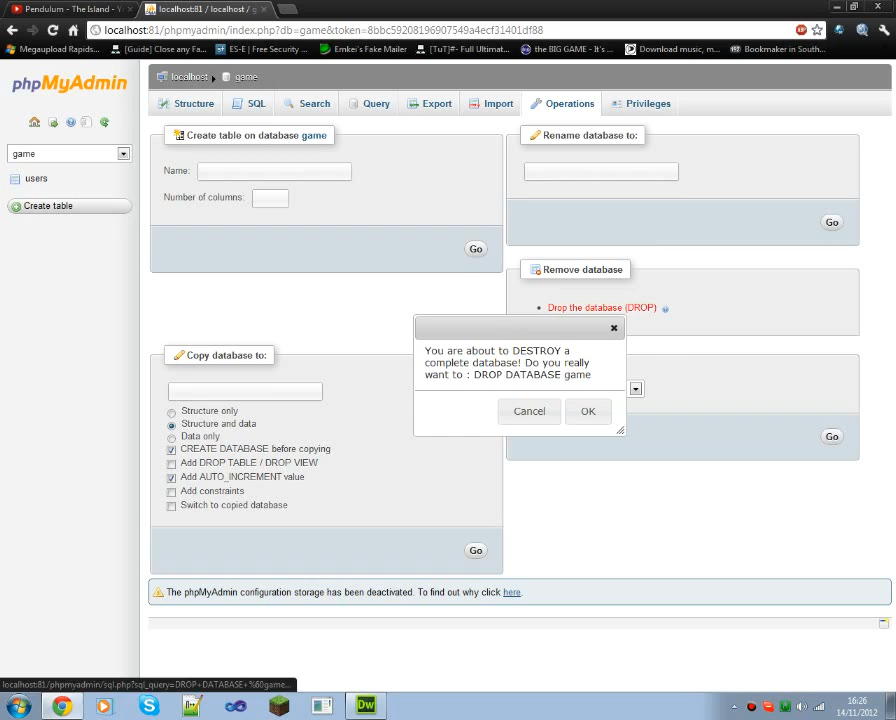 Pendulum - The Island - Y
localhost:81 / localhost / g
localhost:81/phpmyadmin/index.php?db=game&token=8bbc59208196907549a4ecf31401df88
Megaupload Rapids...
[Guide] Close any Fa...
ES-E | Free Security ...
Emkei's Fake Mailer
[TuT]#- Full Ultimat...
the BIG GAME - It's ...
Download music, m...
Bookmaker in South...
phpMyAdmin
localhost
game
Structure
SQL
Search
Query
Export
Import
Operations
Privileges
game
users
Create table
Create table on database game
Name:
Number of columns:
Go
Rename database to:
Go
Remove database
Drop the database (DROP)
You are about to DESTROY a
complete database! Do you really
want to : DROP DATABASE game
Cancel
OK
Go
Copy database to:
Structure only
Structure and data
Data only
CREATE DATABASE before copying
Add DROP TABLE / DROP VIEW
Add AUTO_INCREMENT value
Add constraints
Switch to copied database
Go
The phpMyAdmin configuration storage has been deactivated. To find out why click here.
localhost:81/phpmyadmin/sql.php?sql_query=DROP+DATABASE+%60game...
Dw
16:26
14/11/2012